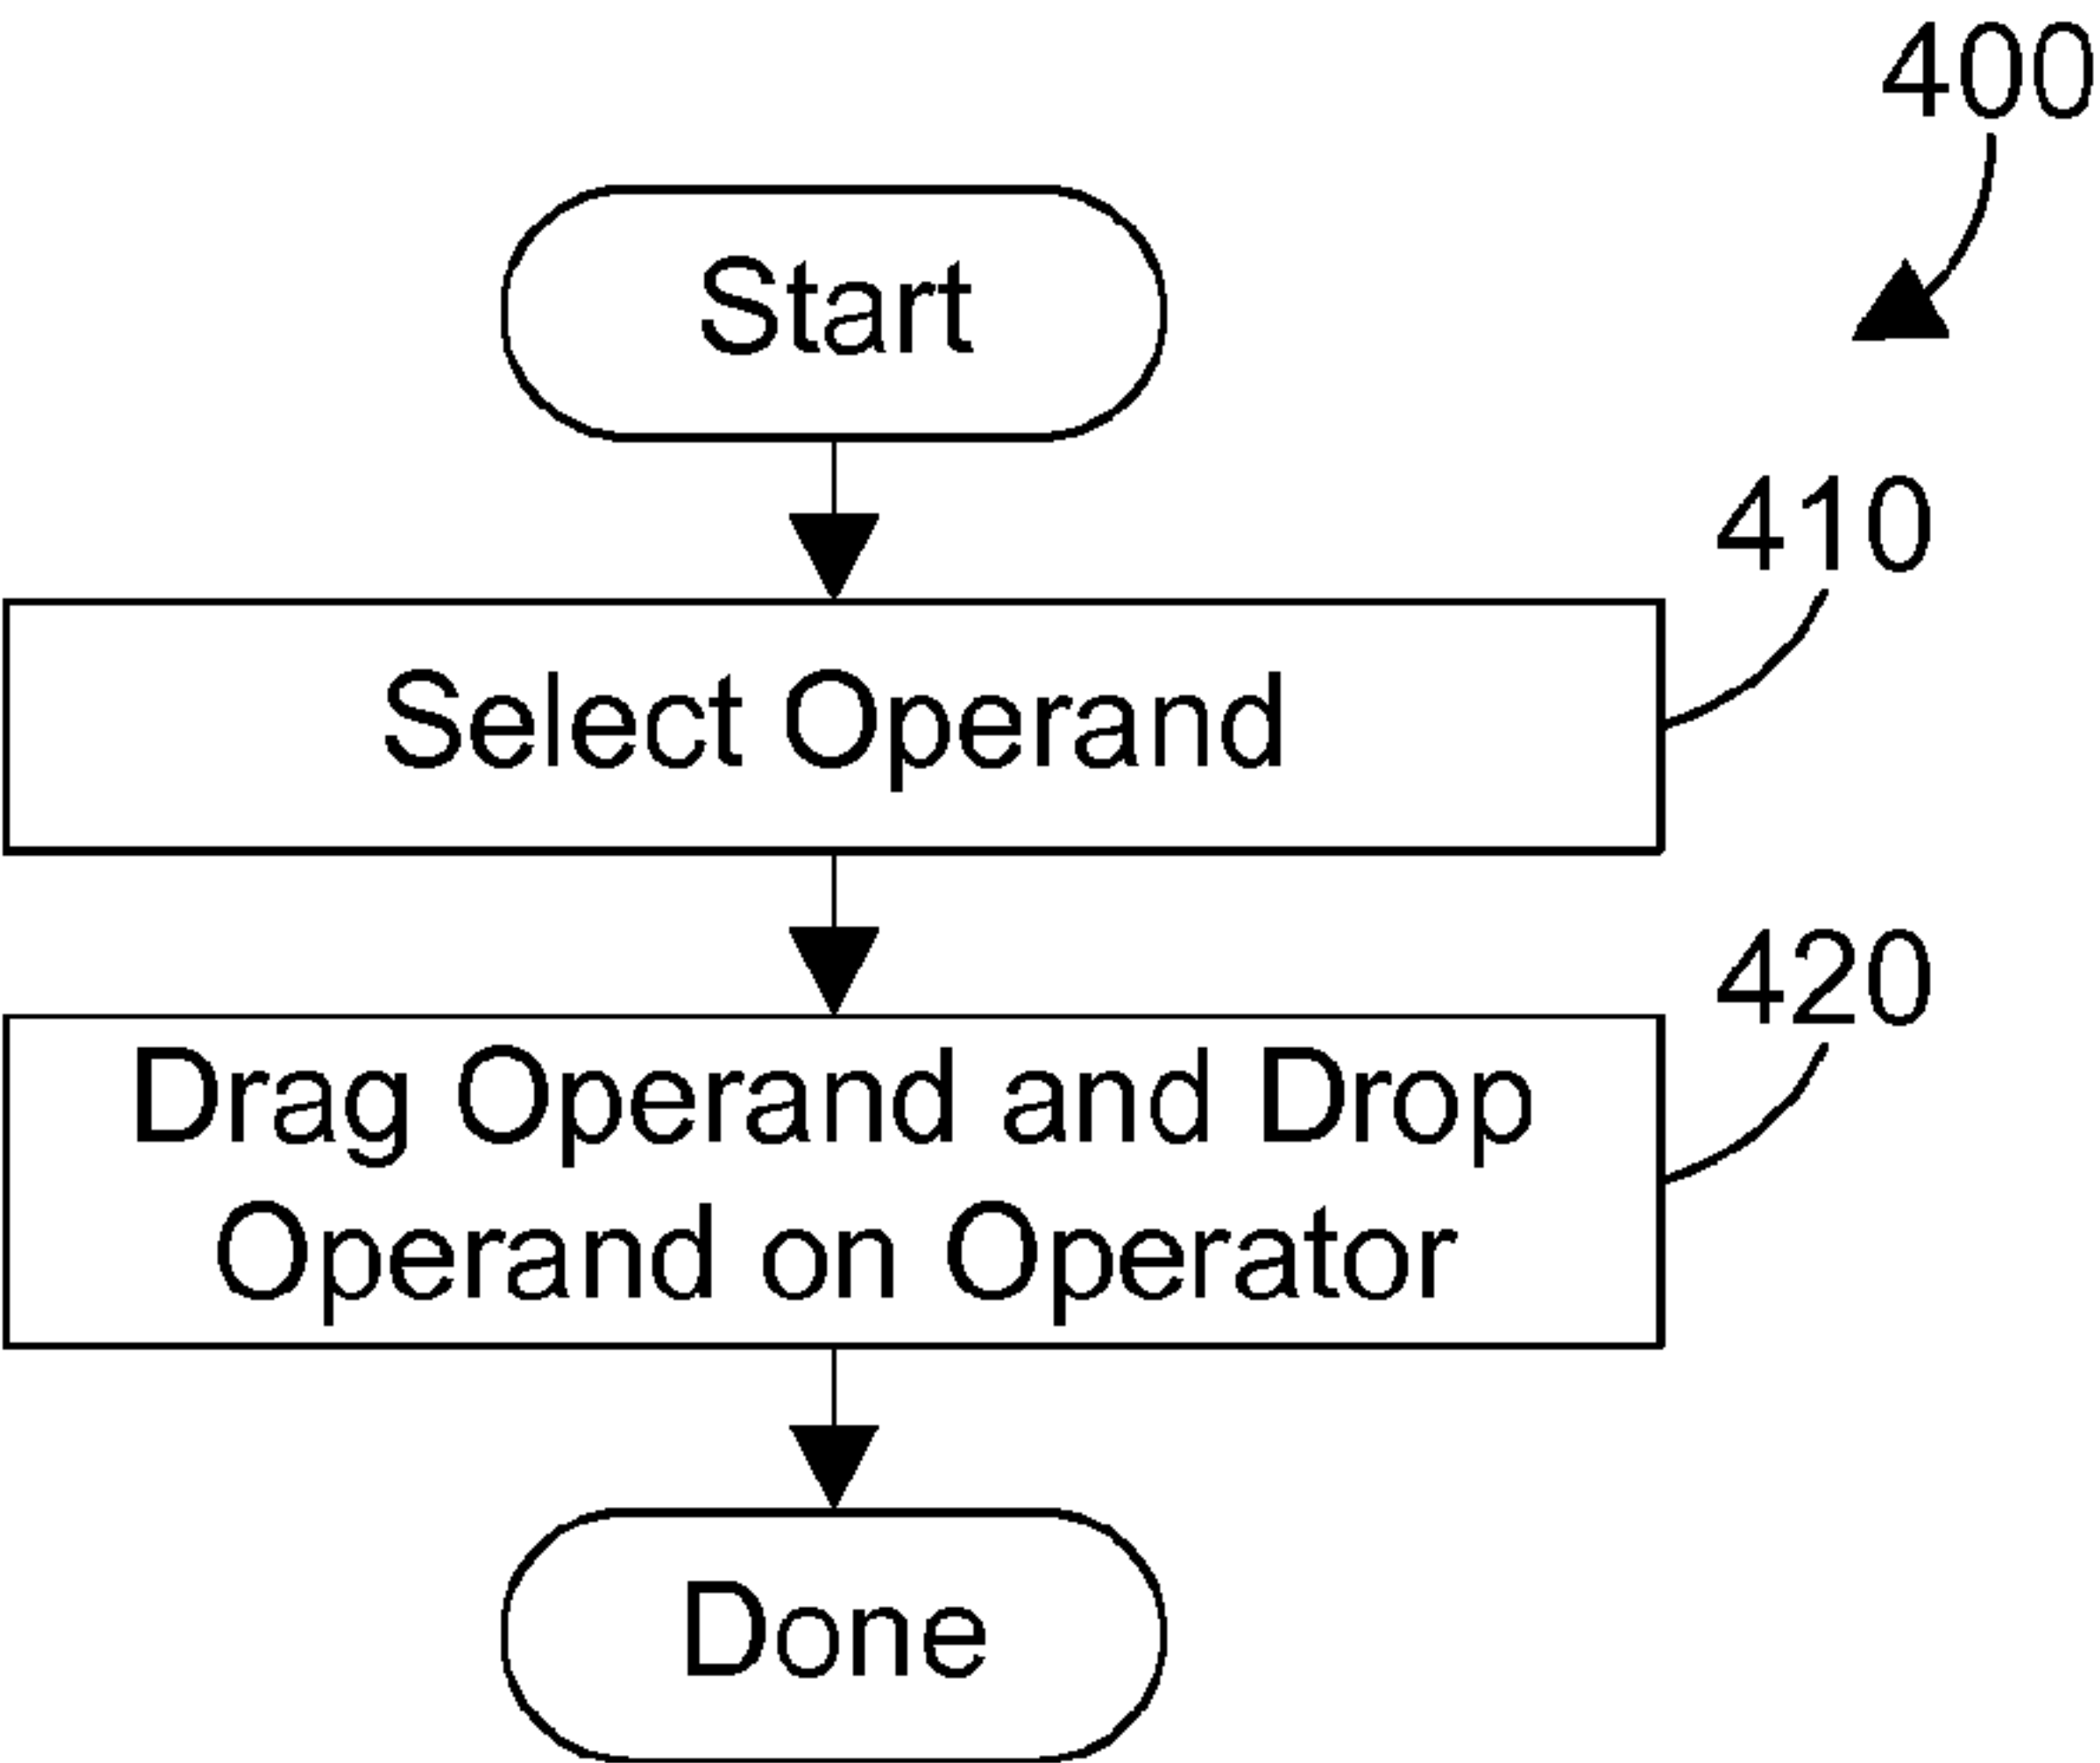 400
Start
410
Select Operand
420
Drag Operand and Drop
Operand on Operator
Done